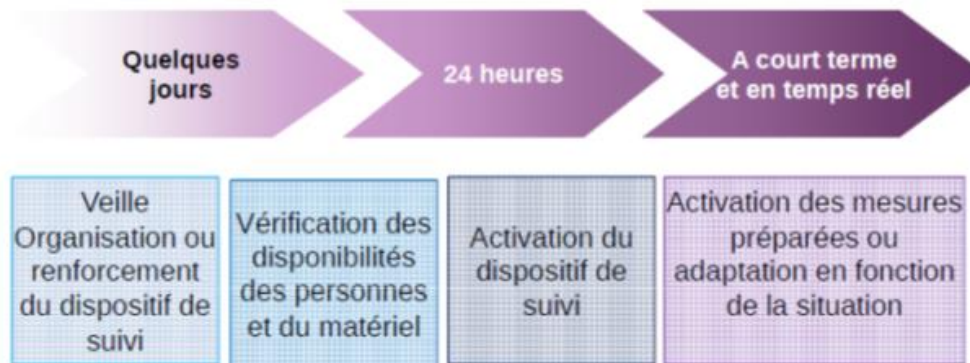 Quelques
jours
24 heures
A court terme
et en temps réel
Veille
Organisation ou
renforcement
du dispositif de
suivi
Vérification des
disponibilités
des personnes
et du matériel
Activation du
dispositif de
suivi
Activation des mesures
préparées ou
adaptation en fonction
de la situation